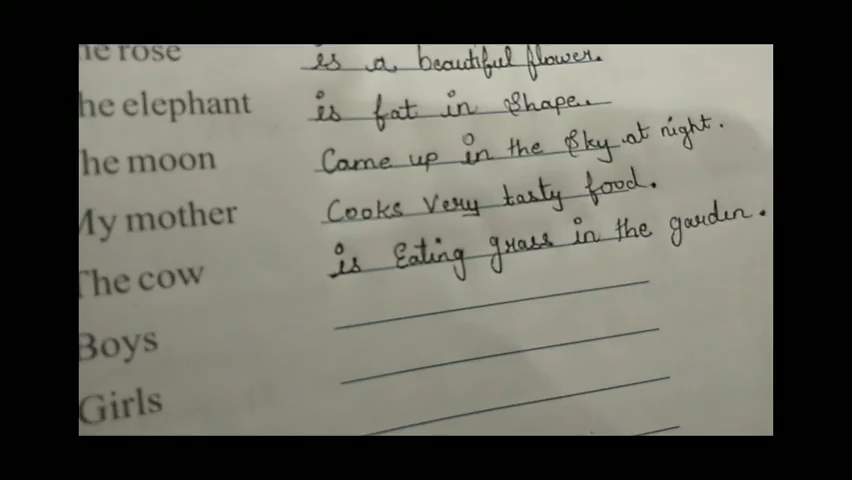 he rose is a beautiful flower.
he elephant is fat in Shape.
he moon Came up in the Sky at night.
My mother Cooks Very tasty food.
The cow is Eating grass in the garden.
Boys
Girls